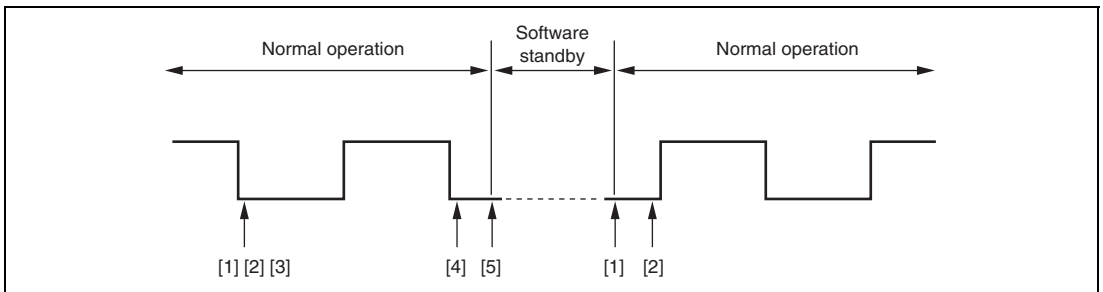 Software
standby
Normal operation
Normal operation
[1] [2] [3]
[4] [5]
[1] [2]